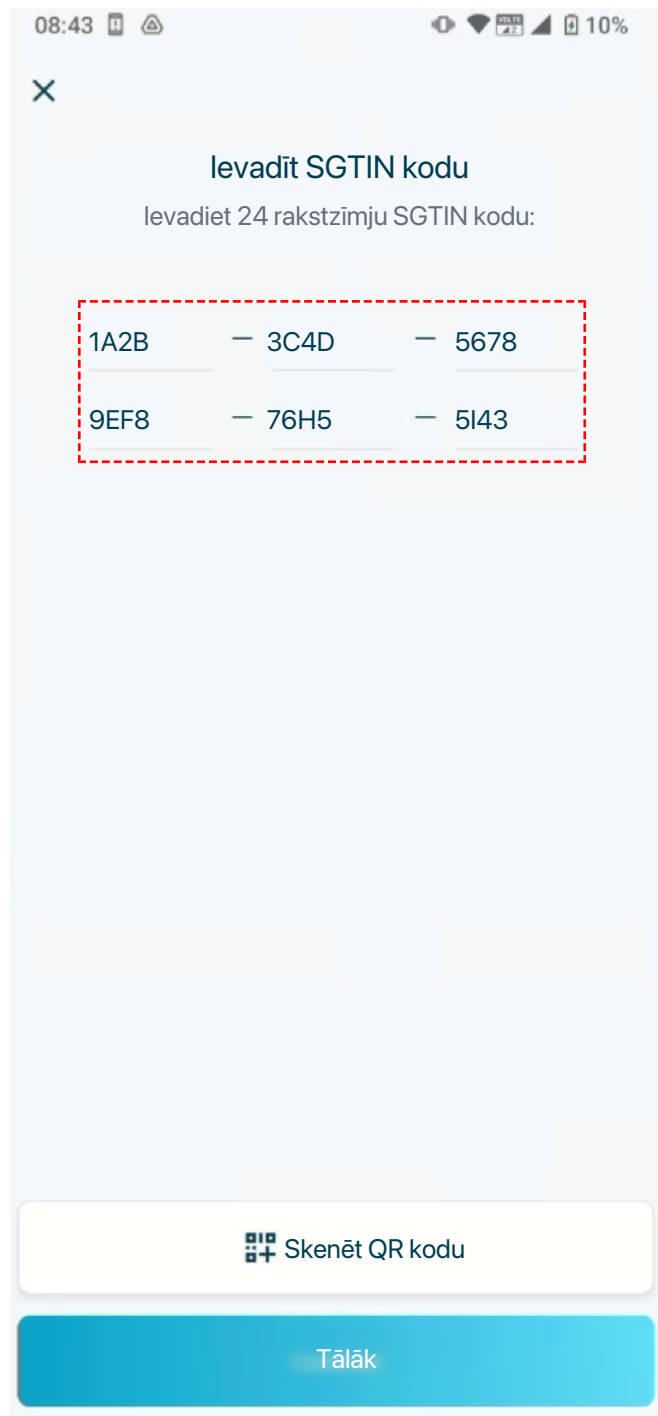 08:43 10%
Ievadīt SGTIN kodu
Ievadiet 24 rakstzīmju SGTIN kodu:
1A2B – 3C4D – 5678
9EF8 – 76H5 – 5I43
Skenēt QR kodu
Tālāk